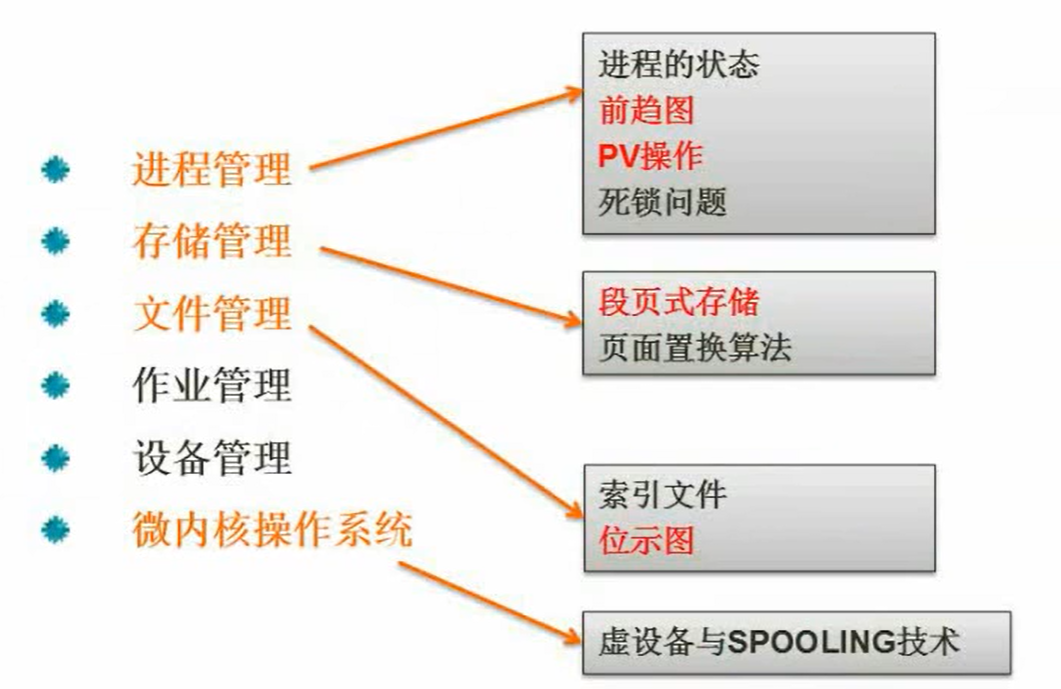 进程管理
存储管理
文件管理
作业管理
设备管理
微内核操作系统
进程的状态
前趋图
PV操作
死锁问题
段页式存储
页面置换算法
索引文件
位示图
虚设备与SPOOLING技术